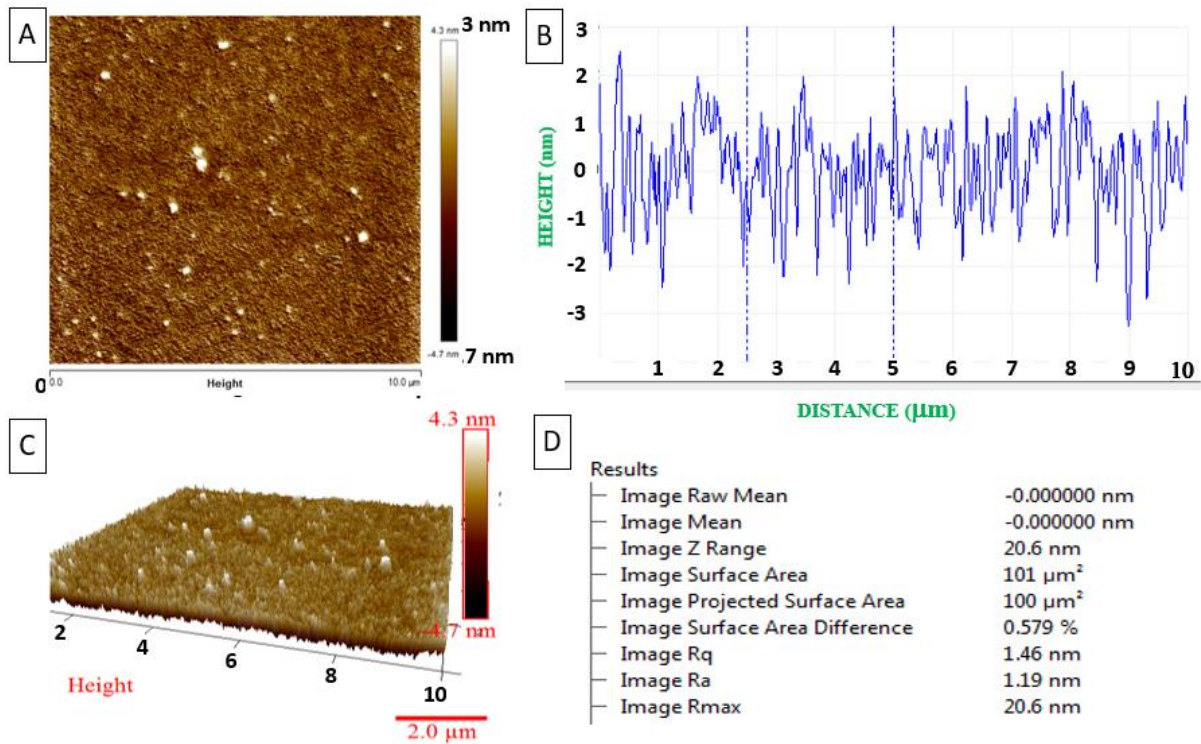 A
4.3 nm
3 nm
-4.7 nm
.7 nm
0
0.0
Height
10.0 µm
B
3
2
1
0
-1
-2
-3
HEIGHT (nm)
1 2 3 4 5 6 7 8 9 10
DISTANCE (µm)
C
4.3 nm
-4.7 nm
2
4
6
8
10
Height
2.0 µm
D
Results
Image Raw Mean -0.000000 nm
Image Mean -0.000000 nm
Image Z Range 20.6 nm
Image Surface Area 101 µm²
Image Projected Surface Area 100 µm²
Image Surface Area Difference 0.579 %
Image Rq 1.46 nm
Image Ra 1.19 nm
Image Rmax 20.6 nm